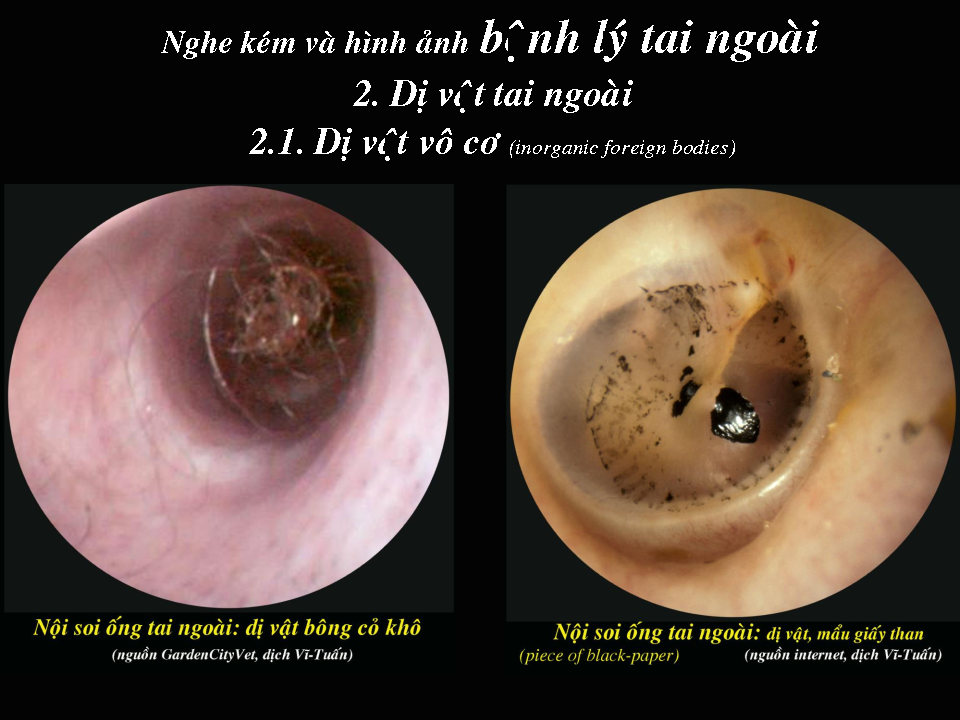 Nghe kém và hình ảnh bệnh lý tai ngoài
2. Dị vật tai ngoài
2.1. Dị vật vô cơ (inorganic foreign bodies)
Nội soi ống tai ngoài: dị vật bông cỏ khô
(nguồn GardenCityVet, dịch Vĩ-Tuấn)
Nội soi ống tai ngoài: dị vật, mẩu giấy than
(piece of black-paper) (nguồn internet, dịch Vĩ-Tuấn)